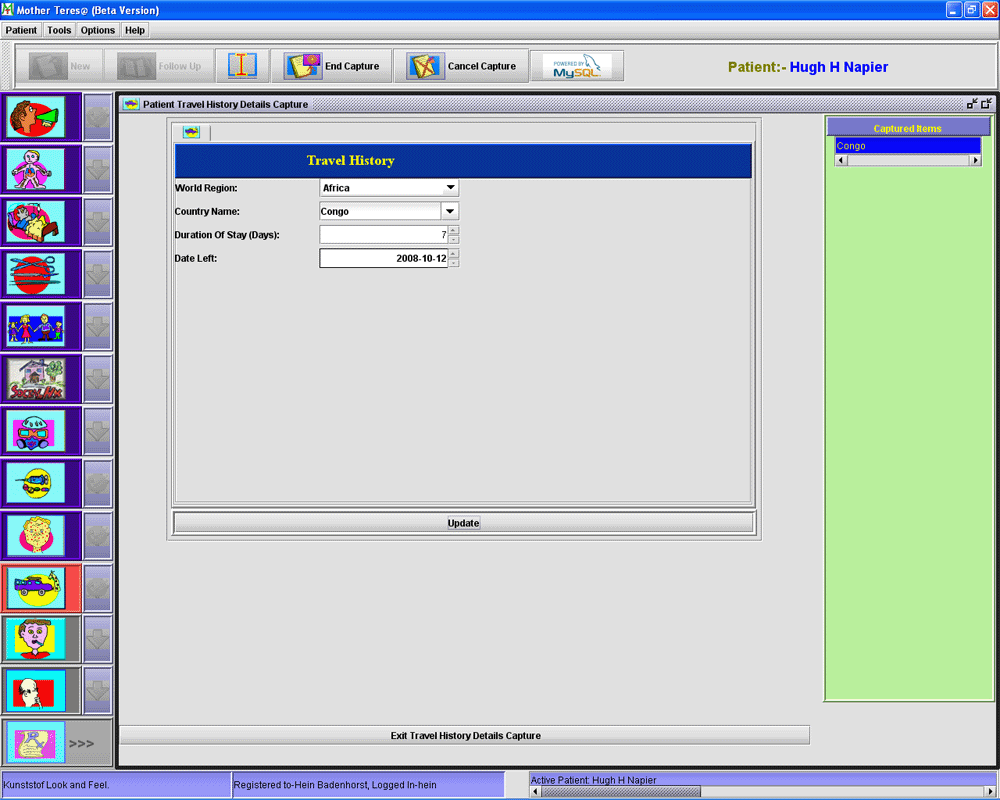 Mother Teres@ (Beta Version)
Patient Tools Options Help
New Follow Up End Capture Cancel Capture POWERED BY MySQL Patient:- Hugh H Napier
Patient Travel History Details Capture
Captured Items
Congo
Travel History
World Region: Africa
Country Name: Congo
Duration Of Stay (Days): 7
Date Left: 2008-10-12
Update
>>>
Exit Travel History Details Capture
Kunststof Look and Feel. Registered to-Hein Badenhorst, Logged In-hein Active Patient: Hugh H Napier